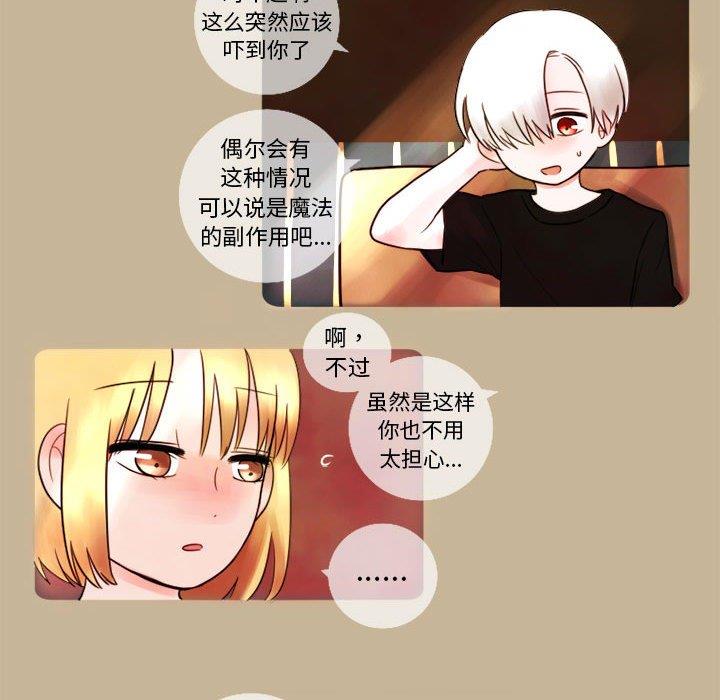 这么突然应该
吓到你了
偶尔会有
这种情况
可以说是魔法
的副作用吧...
啊，
不过
虽然是这样
你也不用
太担心...
......